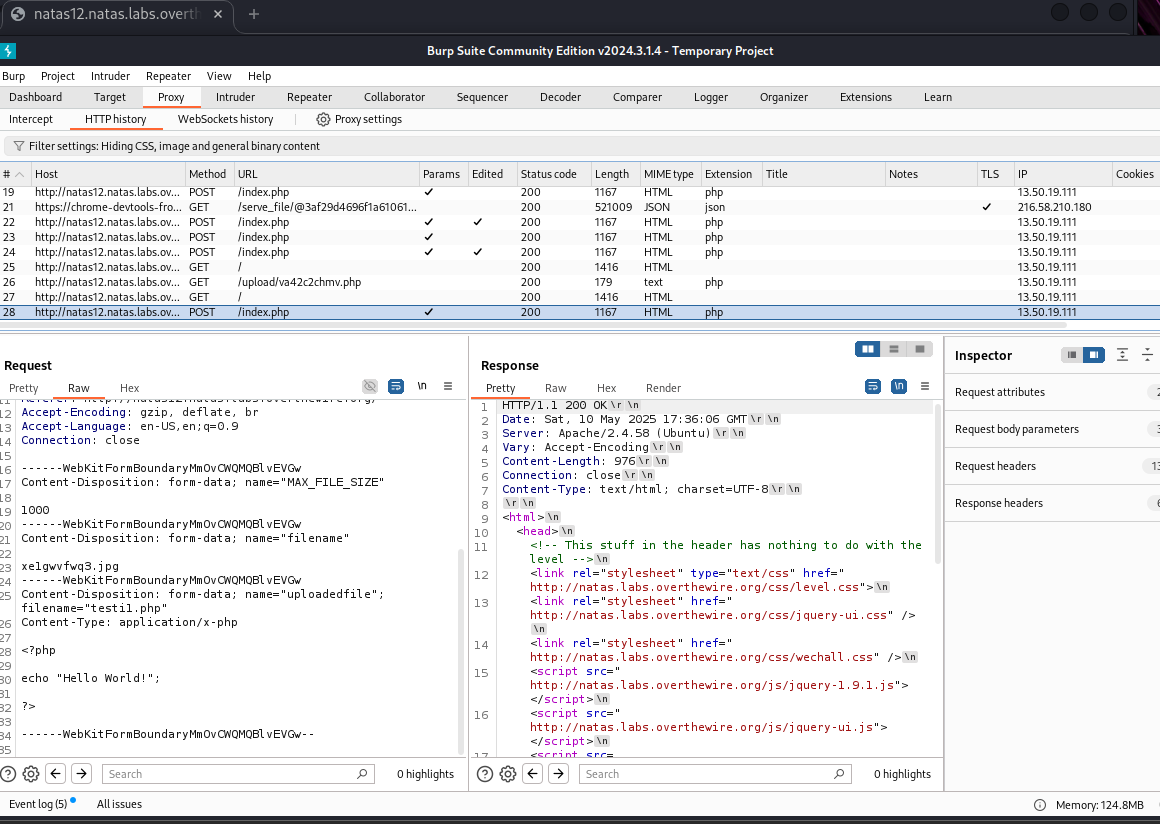 natas12.natas.labs.overth
Burp Suite Community Edition v2024.3.1.4 - Temporary Project
Burp Project Intruder Repeater View Help
Dashboard Target Proxy Intruder Repeater Collaborator Sequencer Decoder Comparer Logger Organizer Extensions Learn
Intercept HTTP history WebSockets history Proxy settings
Filter settings: Hiding CSS, image and general binary content
# Host Method URL Params Edited Status code Length MIME type Extension Title Notes TLS IP Cookies
19 http://natas12.natas.labs.ov... POST /index.php ✓ 200 1167 HTML php 13.50.19.111
21 https://chrome-devtools-fro... GET /serve_file/@3af29d4696f1a61061... 200 521009 JSON json ✓ 216.58.210.180
22 http://natas12.natas.labs.ov... POST /index.php ✓ ✓ 200 1167 HTML php 13.50.19.111
23 http://natas12.natas.labs.ov... POST /index.php ✓ 200 1167 HTML php 13.50.19.111
24 http://natas12.natas.labs.ov... POST /index.php ✓ ✓ 200 1167 HTML php 13.50.19.111
25 http://natas12.natas.labs.ov... GET / 200 1416 HTML 13.50.19.111
26 http://natas12.natas.labs.ov... GET /upload/va42c2chmv.php 200 179 text php 13.50.19.111
27 http://natas12.natas.labs.ov... GET / 200 1416 HTML 13.50.19.111
28 http://natas12.natas.labs.ov... POST /index.php ✓ 200 1167 HTML php 13.50.19.111
Request
Pretty Raw Hex \n
12 Accept-Encoding: gzip, deflate, br
13 Accept-Language: en-US,en;q=0.9
14 Connection: close
15
16 ------WebKitFormBoundaryMmOvCWQMQBlvEVGw
17 Content-Disposition: form-data; name="MAX_FILE_SIZE"
18
19 1000
20 ------WebKitFormBoundaryMmOvCWQMQBlvEVGw
21 Content-Disposition: form-data; name="filename"
22
23 xe1gwvfwq3.jpg
24 ------WebKitFormBoundaryMmOvCWQMQBlvEVGw
25 Content-Disposition: form-data; name="uploadedfile";
filename="testi1.php"
26 Content-Type: application/x-php
27
28 <?php
29
30 echo "Hello World!";
31
32 ?>
33
34 ------WebKitFormBoundaryMmOvCWQMQBlvEVGw--
35
Search 0 highlights
Response
Pretty Raw Hex Render \n
1 HTTP/1.1 200 OK\r\n
2 Date: Sat, 10 May 2025 17:36:06 GMT\r\n
3 Server: Apache/2.4.58 (Ubuntu)\r\n
4 Vary: Accept-Encoding\r\n
5 Content-Length: 976\r\n
6 Connection: close\r\n
7 Content-Type: text/html; charset=UTF-8\r\n
8 \r\n
9 <html>\n
10 <head>\n
11 <!-- This stuff in the header has nothing to do with the
level -->\n
12 <link rel="stylesheet" type="text/css" href="
http://natas.labs.overthewire.org/css/level.css">\n
13 <link rel="stylesheet" href="
http://natas.labs.overthewire.org/css/jquery-ui.css" />
\n
14 <link rel="stylesheet" href="
http://natas.labs.overthewire.org/css/wechall.css" />\n
15 <script src="
http://natas.labs.overthewire.org/js/jquery-1.9.1.js">
</script>\n
16 <script src="
http://natas.labs.overthewire.org/js/jquery-ui.js">
</script>\n
17 <script src=
Search 0 highlights
Inspector
Request attributes
Request body parameters
Request headers
Response headers
Event log (5) All issues
Memory: 124.8MB